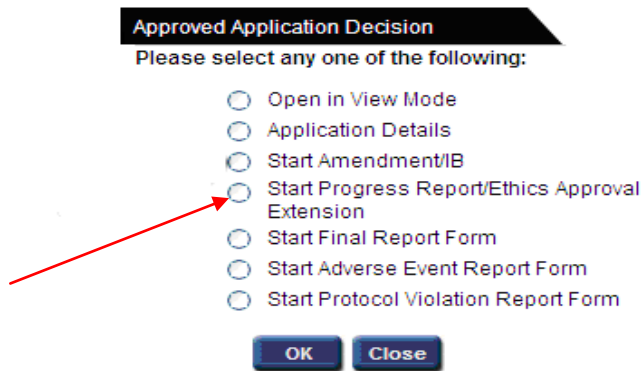 Approved Application Decision
Please select any one of the following:
Open in View Mode
Application Details
Start Amendment/IB
Start Progress Report/Ethics Approval
Extension
Start Final Report Form
Start Adverse Event Report Form
Start Protocol Violation Report Form
OK Close